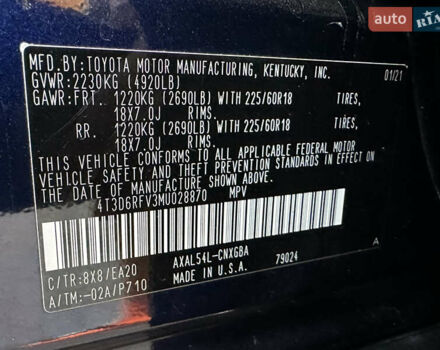 AUTO RIA
MFD.BY:TOYOTA MOTOR MANUFACTURING, KENTUCKY, INC.
GVWR:2230KG (4920LB) 01/21
GAWR:FRT. 1220KG (2690LB) WITH 225/60R18 TIRES,
18X7.0J RIMS.
RR. 1220KG (2690LB) WITH 225/60R18 TIRES,
18X7.0J RIMS.
THIS VEHICLE CONFORMS TO ALL APPLICABLE FEDERAL MOTOR
VEHICLE SAFETY AND THEFT PREVENTION STANDARDS IN EFFECT ON
THE DATE OF MANUFACTURE SHOWN ABOVE.
4T3D6RFV3MU028870 MPV
C/TR:8X8/EA20 AXAL54L-CNXGBA 79024
A/TM:-02A/P710 MADE IN U.S.A. A